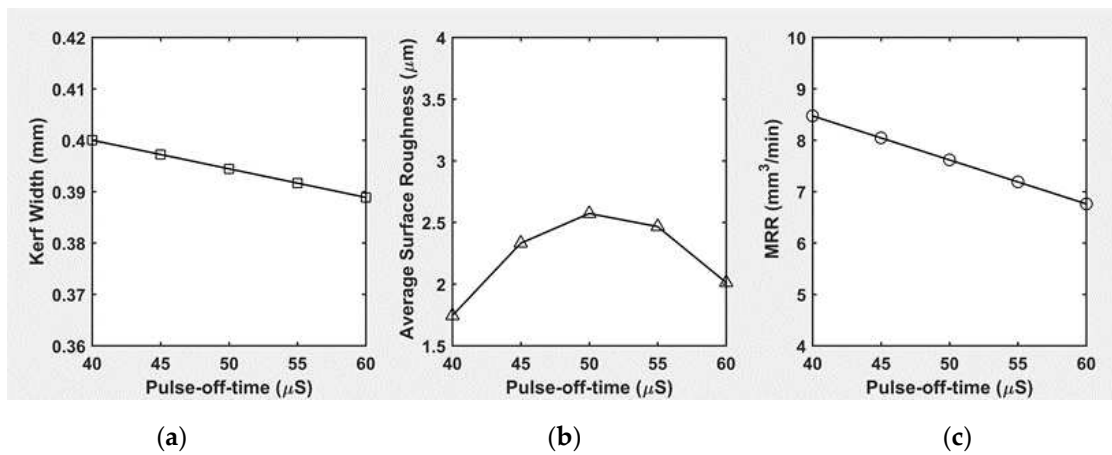 0.42
0.41
0.4
0.39
0.38
0.37
0.36
Kerf Width (mm)
40 45 50 55 60
Pulse-off-time (μS)
(a)
4
3.5
3
2.5
2
1.5
Average Surface Roughness (μm)
40 45 50 55 60
Pulse-off-time (μS)
(b)
10
9
8
7
6
5
4
MRR (mm³/min)
40 45 50 55 60
Pulse-off-time (μS)
(c)